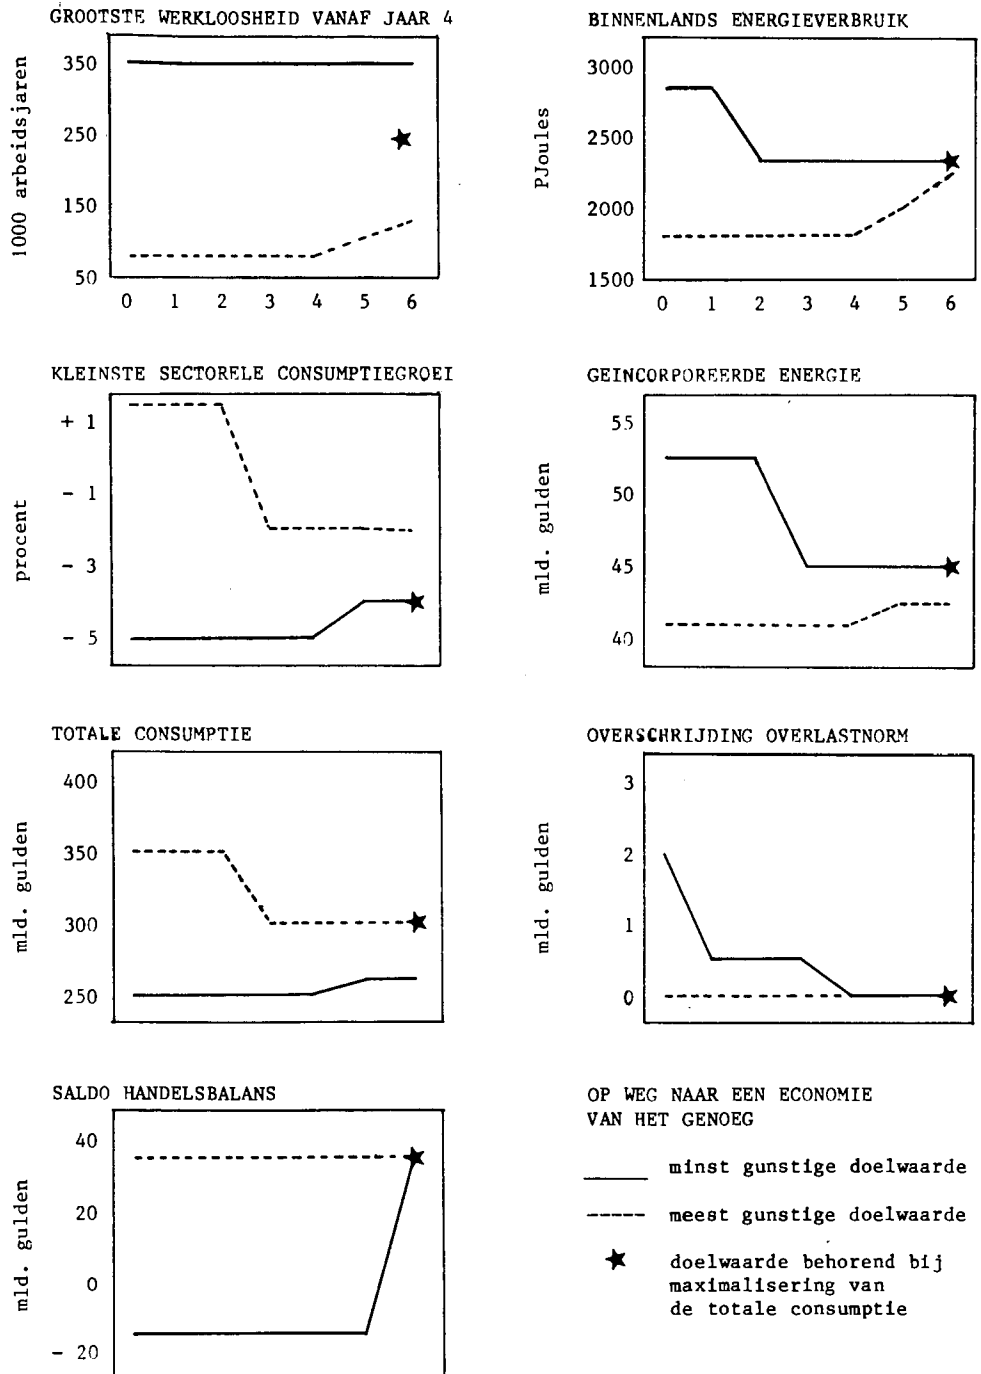 GROOTSTE WERKLOOSHEID VANAF JAAR 4
1000 arbeidsjaren
350
250
150
50
0 1 2 3 4 5 6
BINNENLANDS ENERGIEVERBRUIK
PJoules
3000
2500
2000
1500
0 1 2 3 4 5 6
KLEINSTE SECTORELE CONSUMPTIEGROEI
procent
+ 1
- 1
- 3
- 5
GEINCORPOREERDE ENERGIE
mld. gulden
55
50
45
40
TOTALE CONSUMPTIE
mld. gulden
400
350
300
250
OVERSCHRIJDING OVERLASTNORM
mld. gulden
3
2
1
0
SALDO HANDELSBALANS
mld. gulden
40
20
0
- 20
OP WEG NAAR EEN ECONOMIE
VAN HET GENOEG
minst gunstige doelwaarde
meest gunstige doelwaarde
doelwaarde behorend bij
maximalisering van
de totale consumptie